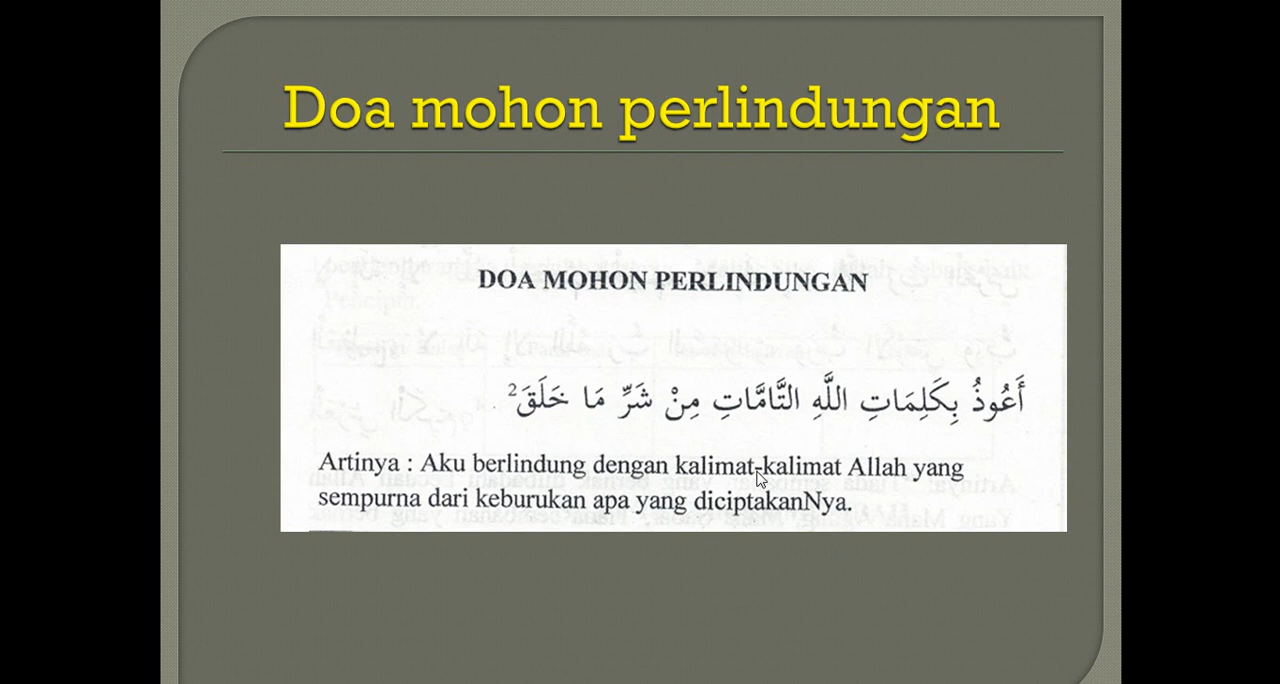 Doa mohon perlindungan
DOA MOHON PERLINDUNGAN
أَعُوذُ بِكَلِمَاتِ اللَّهِ التَّامَّاتِ مِنْ شَرِّ مَا خَلَقَ²
Artinya : Aku berlindung dengan kalimat-kalimat Allah yang
sempurna dari keburukan apa yang diciptakanNya.